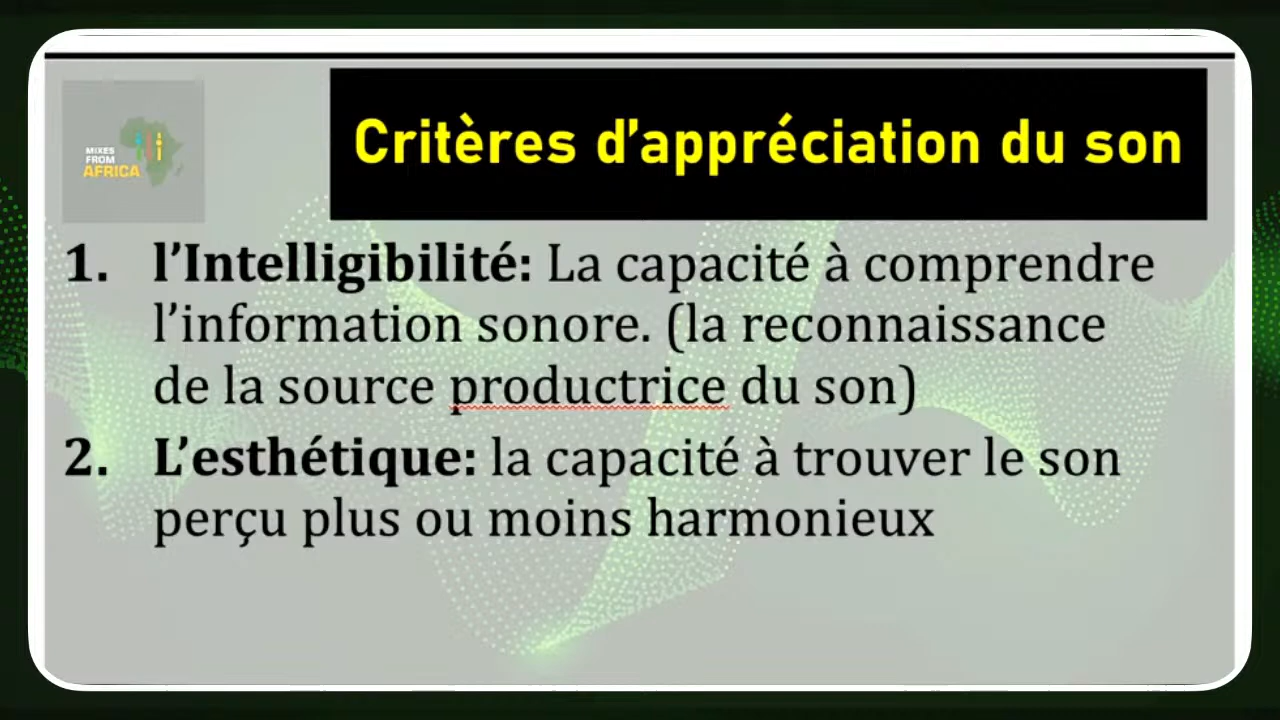 MIXES
FROM
AFRICA
Critères d'appréciation du son
1. l'Intelligibilité: La capacité à comprendre
l'information sonore. (la reconnaissance
de la source productrice du son)
2. L'esthétique: la capacité à trouver le son
perçu plus ou moins harmonieux